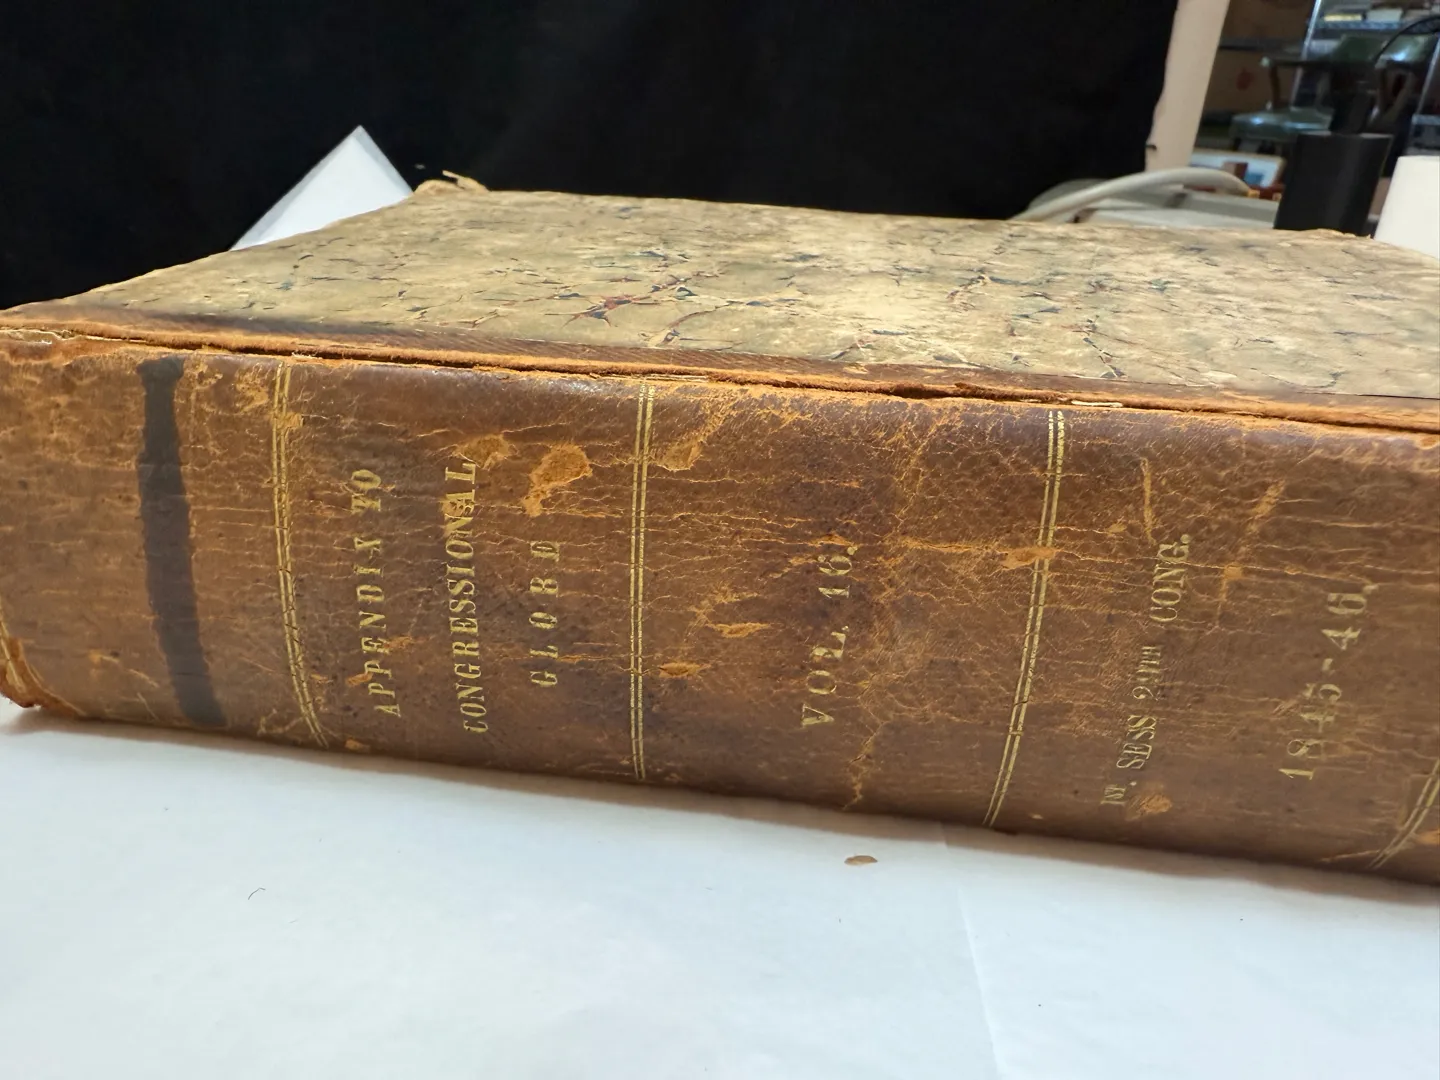 APPENDIX TO
CONGRESSIONAL
GLOBE
VOL. 16.
1ST. SESS 29TH CONG.
1845-46.